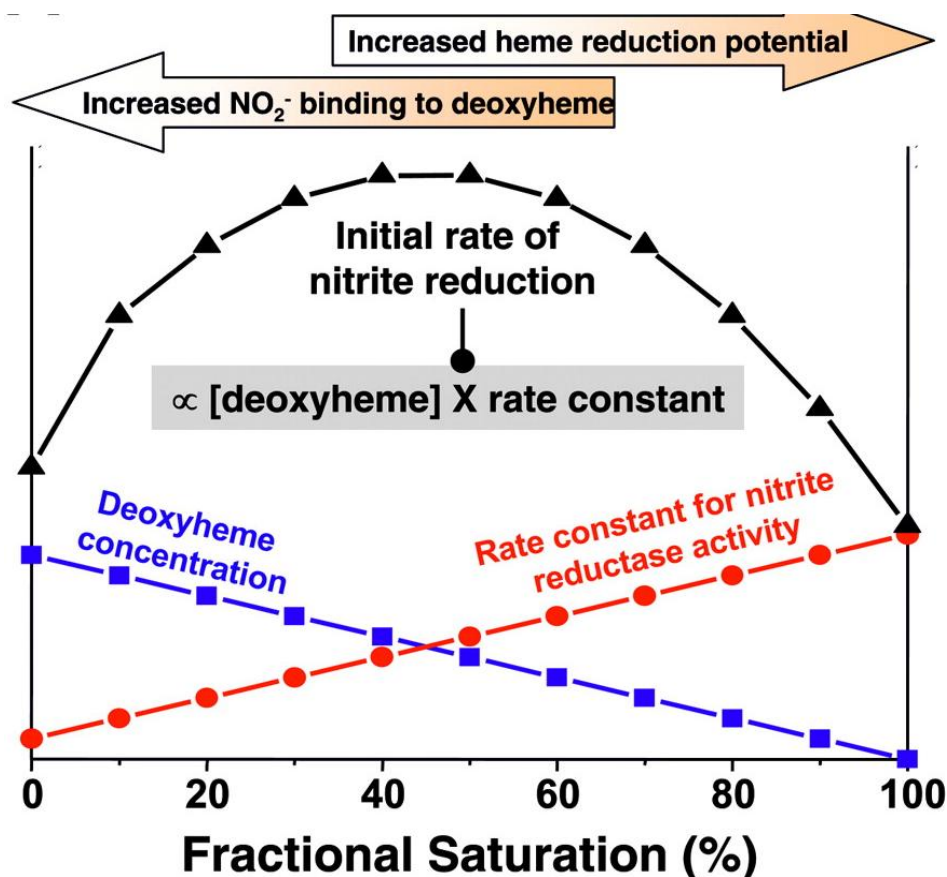 Increased heme reduction potential
Increased NO₂⁻ binding to deoxyheme
Initial rate of
nitrite reduction
∝ [deoxyheme] X rate constant
Deoxyheme
concentration
Rate constant for nitrite
reductase activity
0 20 40 60 80 100
Fractional Saturation (%)